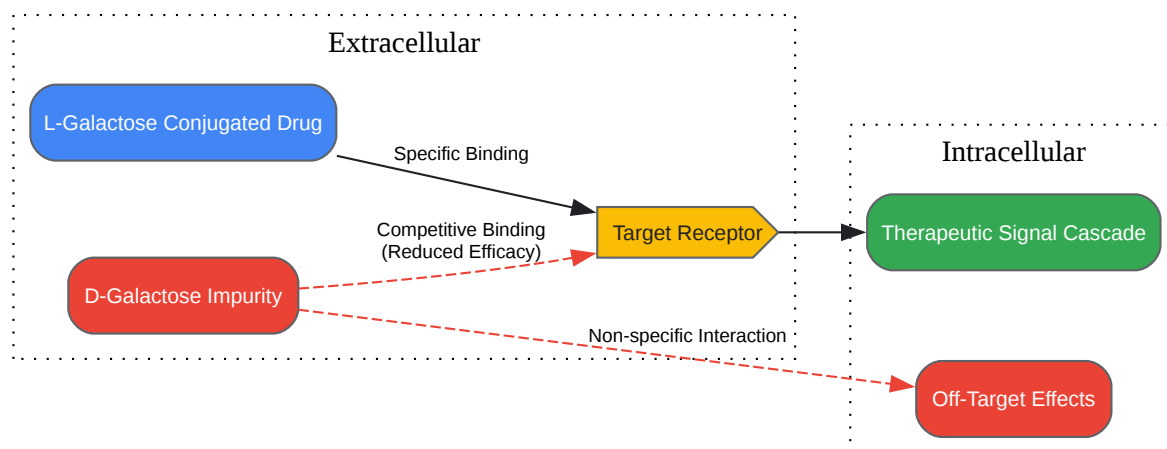 Extracellular
L-Galactose Conjugated Drug
Specific Binding
Intracellular
Competitive Binding
(Reduced Efficacy)
Target Receptor
Therapeutic Signal Cascade
D-Galactose Impurity
Non-specific Interaction
Off-Target Effects